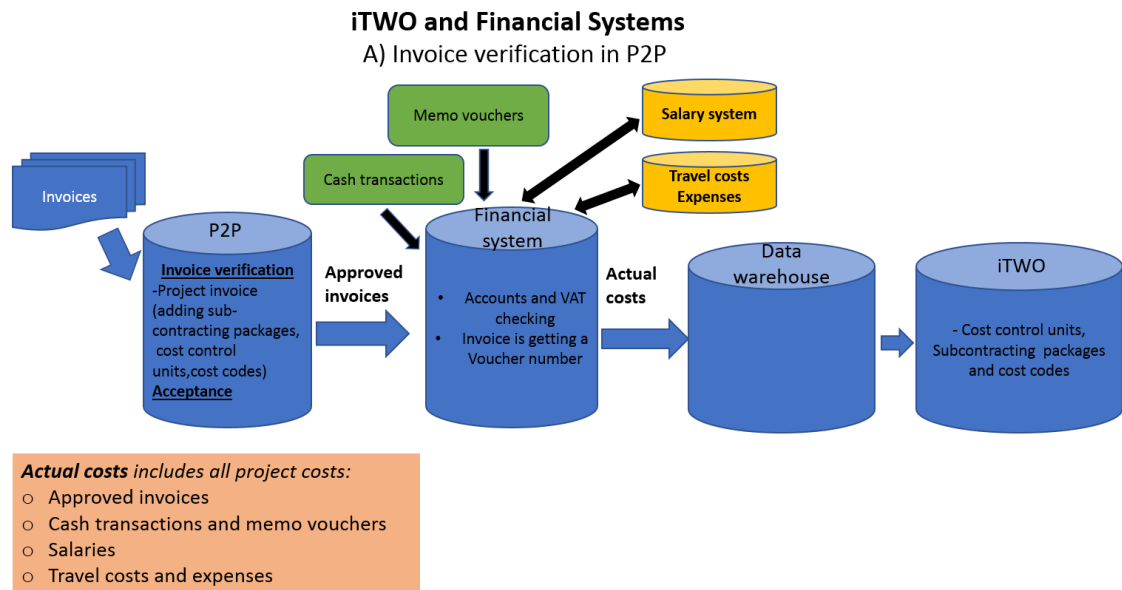 iTWO and Financial Systems
A) Invoice verification in P2P
Memo vouchers
Salary system
Cash transactions
Travel costs
Expenses
Invoices
P2P
Invoice verification
-Project invoice
(adding sub-
contracting packages,
cost control
units,cost codes)
Acceptance
Approved
invoices
Financial
system
• Accounts and VAT
checking
• Invoice is getting a
Voucher number
Actual
costs
Data
warehouse
iTWO
- Cost control units,
Subcontracting packages
and cost codes
Actual costs includes all project costs:
o Approved invoices
o Cash transactions and memo vouchers
o Salaries
o Travel costs and expenses